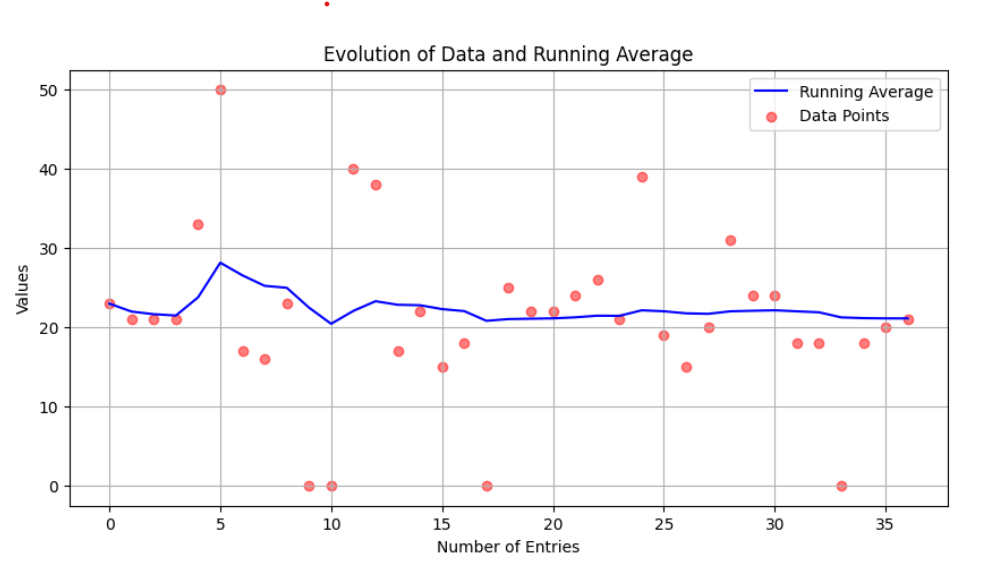 Evolution of Data and Running Average
Running Average
Data Points
Values
50
40
30
20
10
0
0 5 10 15 20 25 30 35
Number of Entries